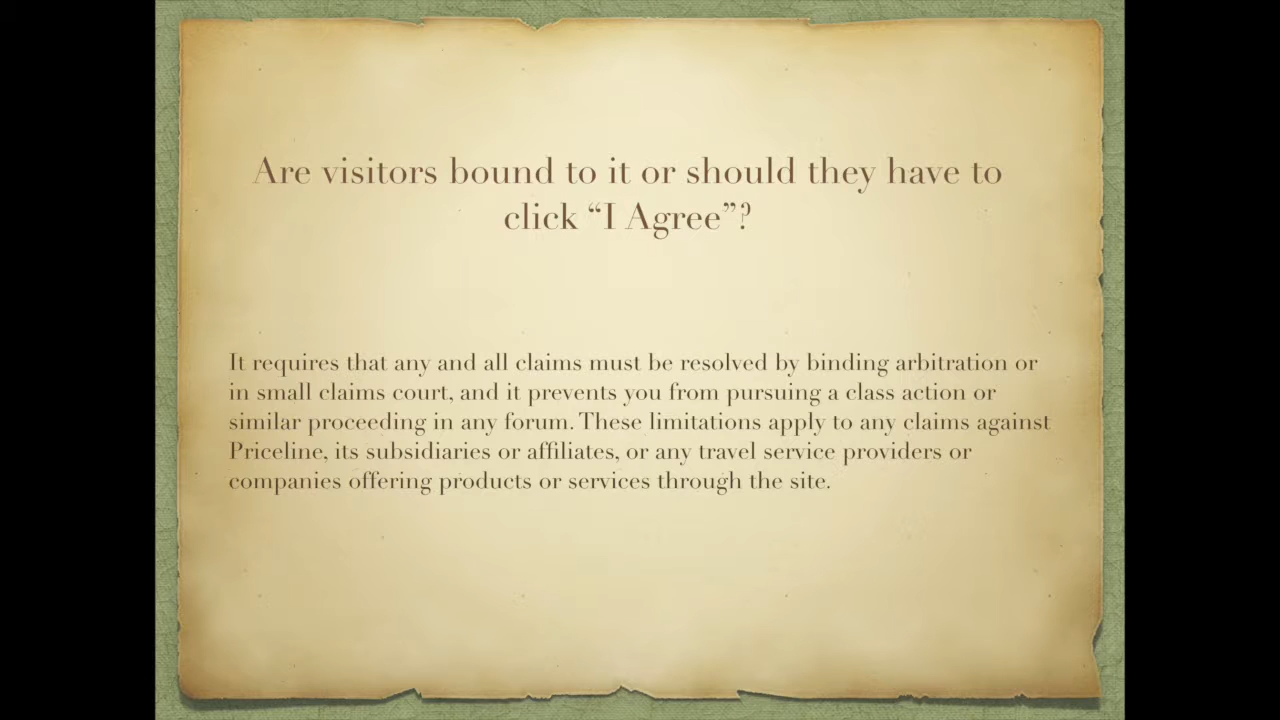 Are visitors bound to it or should they have to
click “I Agree”?
It requires that any and all claims must be resolved by binding arbitration or
in small claims court, and it prevents you from pursuing a class action or
similar proceeding in any forum. These limitations apply to any claims against
Priceline, its subsidiaries or affiliates, or any travel service providers or
companies offering products or services through the site.